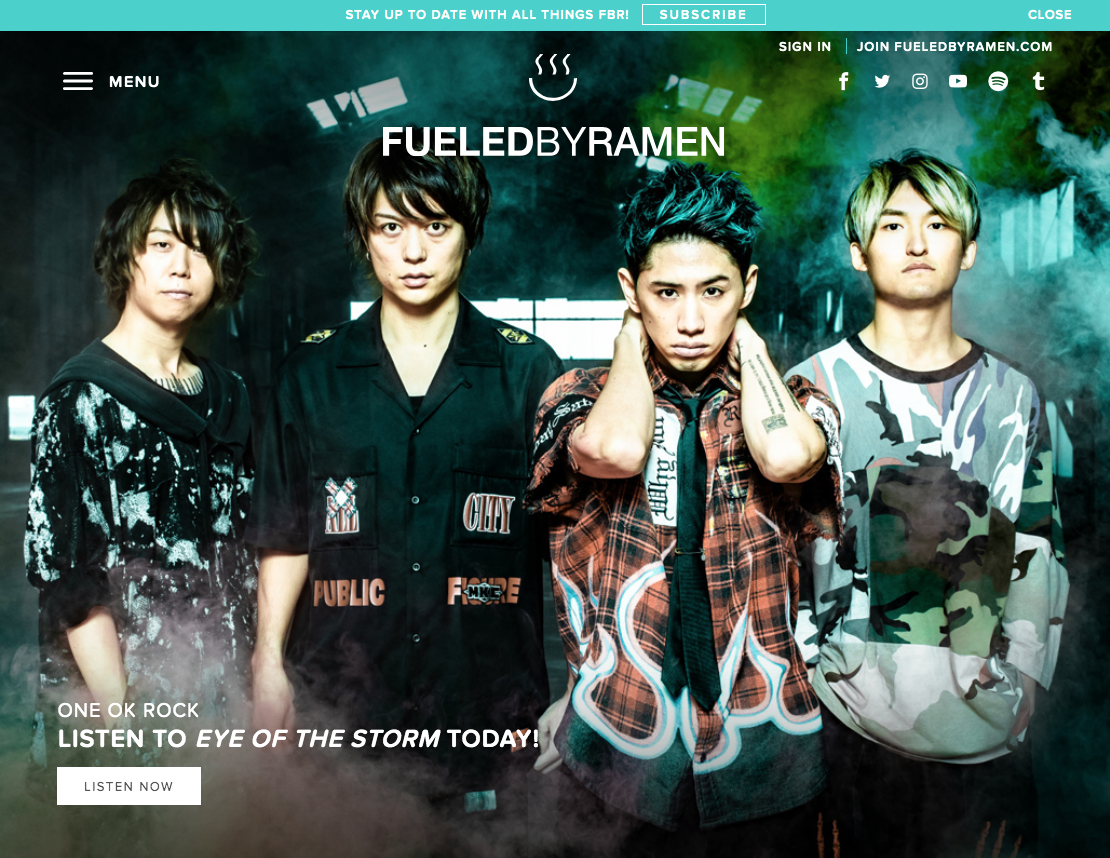 STAY UP TO DATE WITH ALL THINGS FBR!
SUBSCRIBE
CLOSE
SIGN IN
JOIN FUELEDBYRAMEN.COM
MENU
FUELEDBYRAMEN
CITY
PUBLIC
ONE OK ROCK
LISTEN TO EYE OF THE STORM TODAY!
LISTEN NOW